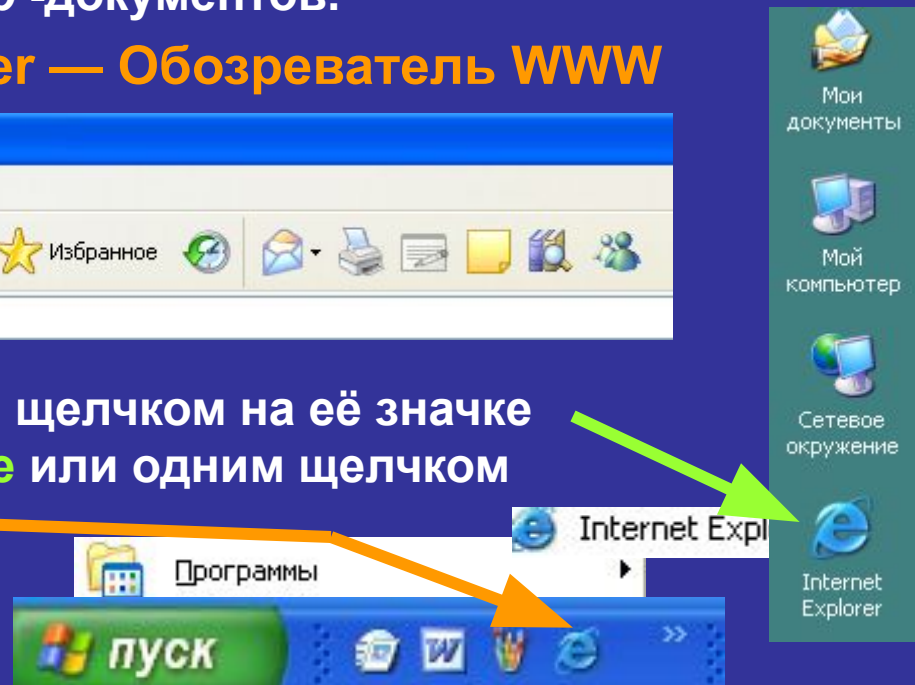 -документов.
er — Обозреватель WWW
Избранное
щелчком на её значке
е или одним щелчком
Internet Expl
Программы
пуск
W
Мои
документы
Мой
компьютер
Сетевое
окружение
Internet
Explorer